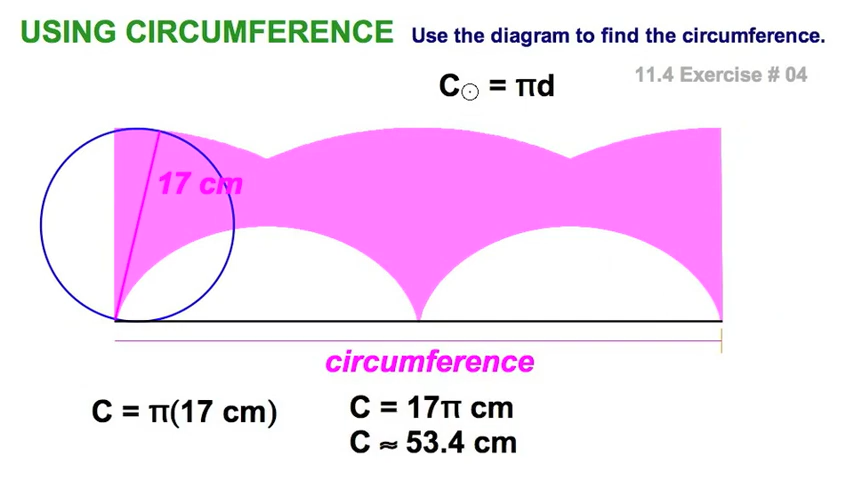 USING CIRCUMFERENCE Use the diagram to find the circumference.
11.4 Exercise # 04
C⊙ = πd
17 cm
circumference
C = π(17 cm)
C = 17π cm
C ≈ 53.4 cm